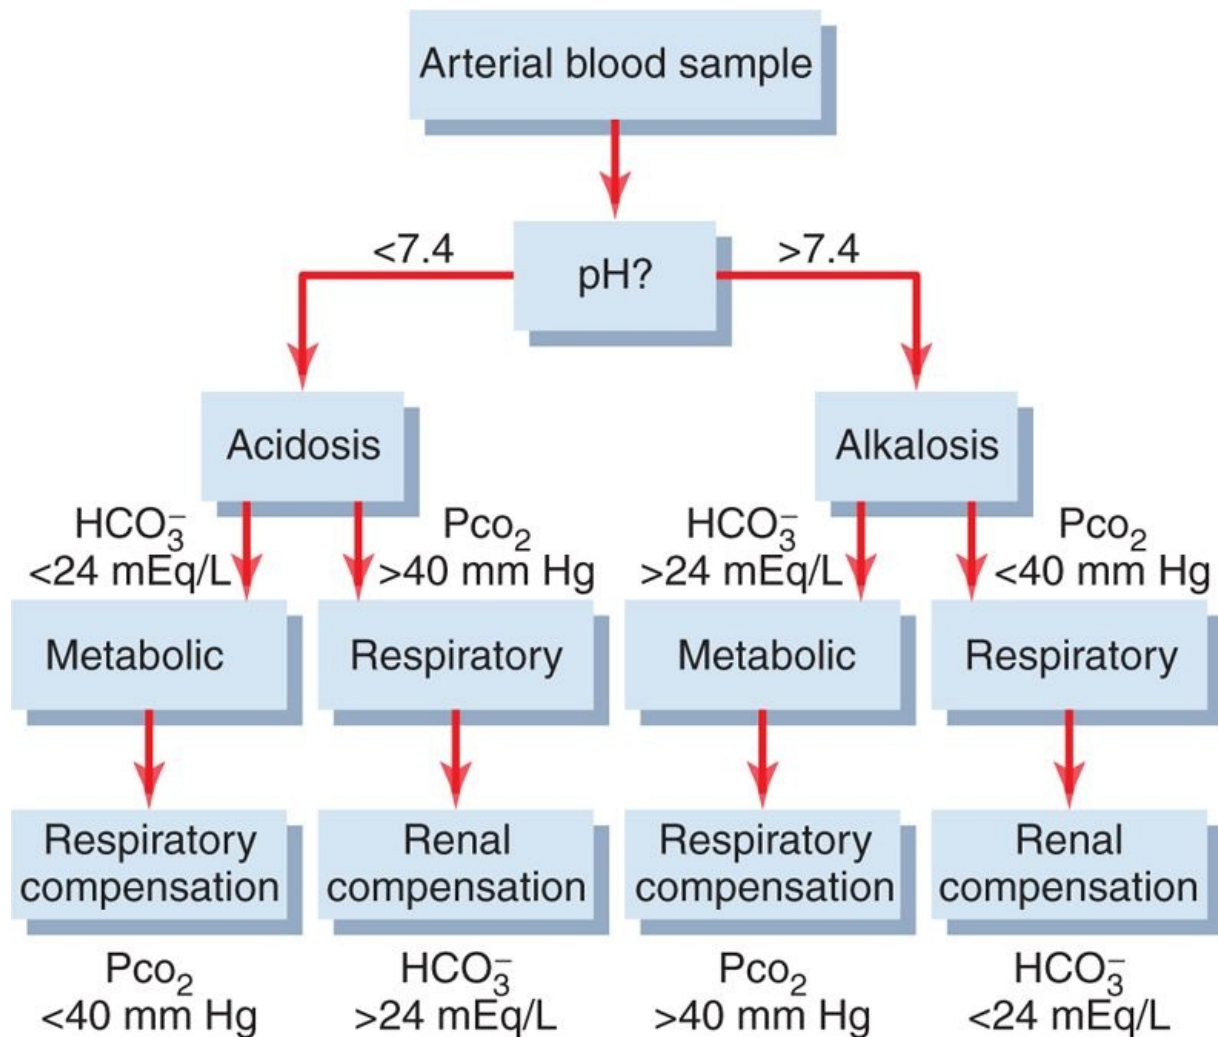 Arterial blood sample
<7.4
pH?
>7.4
Acidosis
Alkalosis
HCO₃⁻
<24 mEq/L
Pco₂
>40 mm Hg
HCO₃⁻
>24 mEq/L
Pco₂
<40 mm Hg
Metabolic
Respiratory
Metabolic
Respiratory
Respiratory
compensation
Renal
compensation
Respiratory
compensation
Renal
compensation
Pco₂
<40 mm Hg
HCO₃⁻
>24 mEq/L
Pco₂
>40 mm Hg
HCO₃⁻
<24 mEq/L